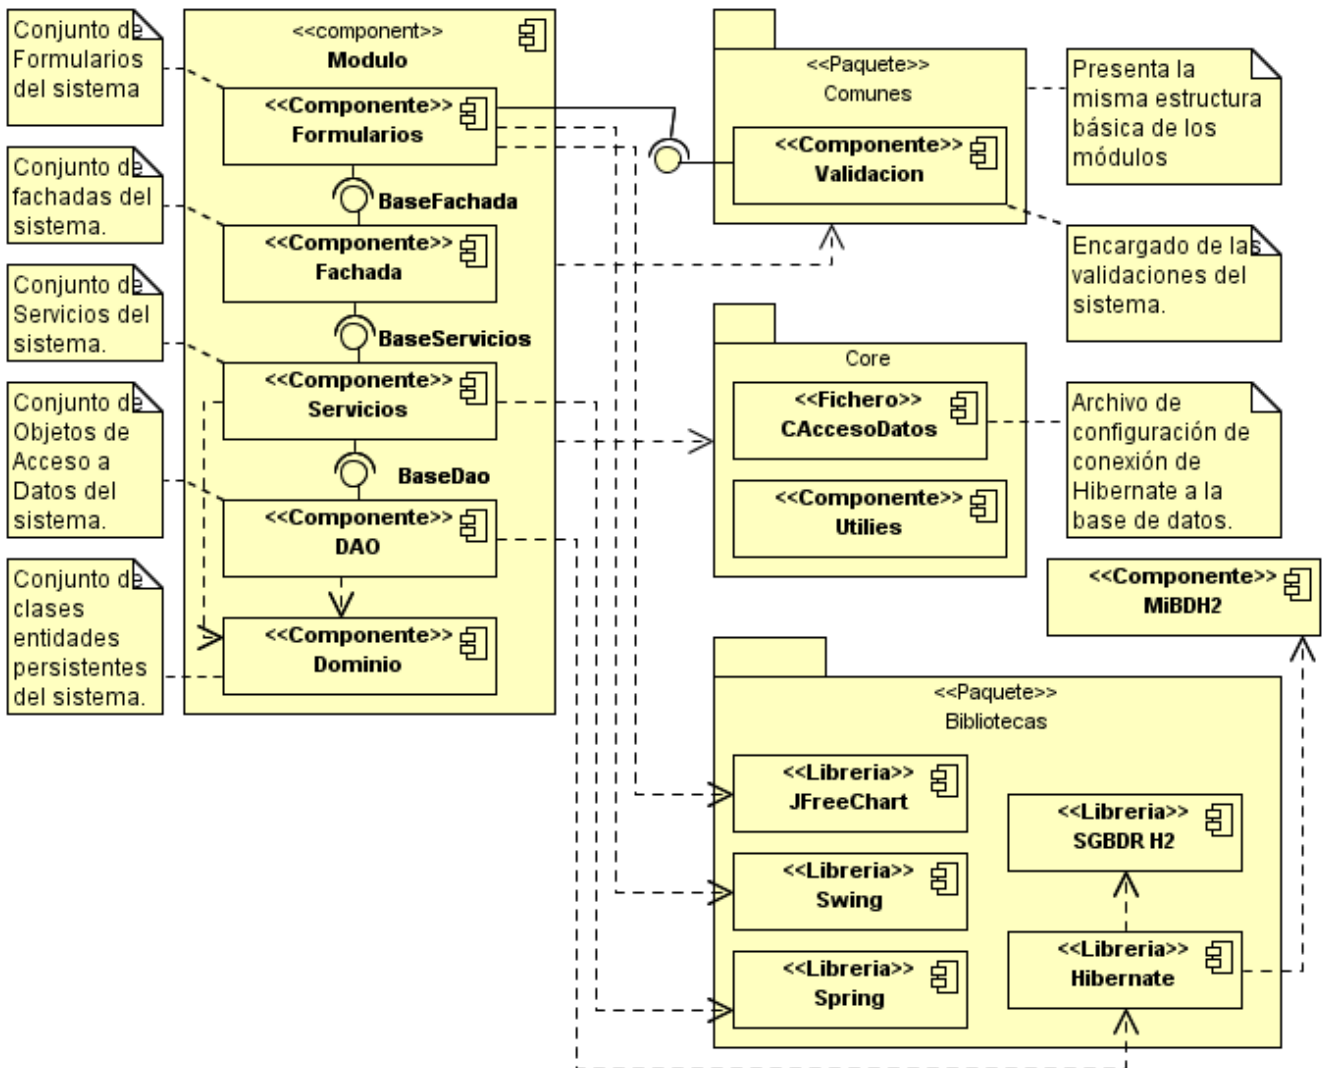 Conjunto de
Formularios
del sistema
Conjunto de
fachadas del
sistema.
Conjunto de
Servicios del
sistema.
Conjunto de
Objetos de
Acceso a
Datos del
sistema.
Conjunto de
clases
entidades
persistentes
del sistema.
<<component>>
Modulo
<<Componente>>
Formularios
BaseFachada
<<Componente>>
Fachada
BaseServicios
<<Componente>>
Servicios
BaseDao
<<Componente>>
DAO
<<Componente>>
Dominio
<<Paquete>>
Comunes
<<Componente>>
Validacion
Presenta la
misma estructura
básica de los
módulos
Encargado de las
validaciones del
sistema.
Core
<<Fichero>>
CAccesoDatos
<<Componente>>
Utilies
Archivo de
configuración de
conexión de
Hibernate a la
base de datos.
<<Componente>>
MiBDH2
<<Paquete>>
Bibliotecas
<<Libreria>>
JFreeChart
<<Libreria>>
Swing
<<Libreria>>
Spring
<<Libreria>>
SGBDR H2
<<Libreria>>
Hibernate